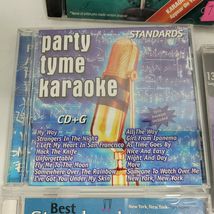 KARAOKE
STANDARDS
party
tyme
karaoke
CD+G
My Way
All The Way
Strangers In The Night
Girl From Ipanema
I Left My Heart In San Francisco
As Time Goes By
Mack The Knife
Nice And Easy
Unforgettable
Night And Day
Fly Me To The Moon
More
Somewhere Over The Rainbow
Someone To Watch Over Me
I've Got You Under My Skin
New York, New York
Best